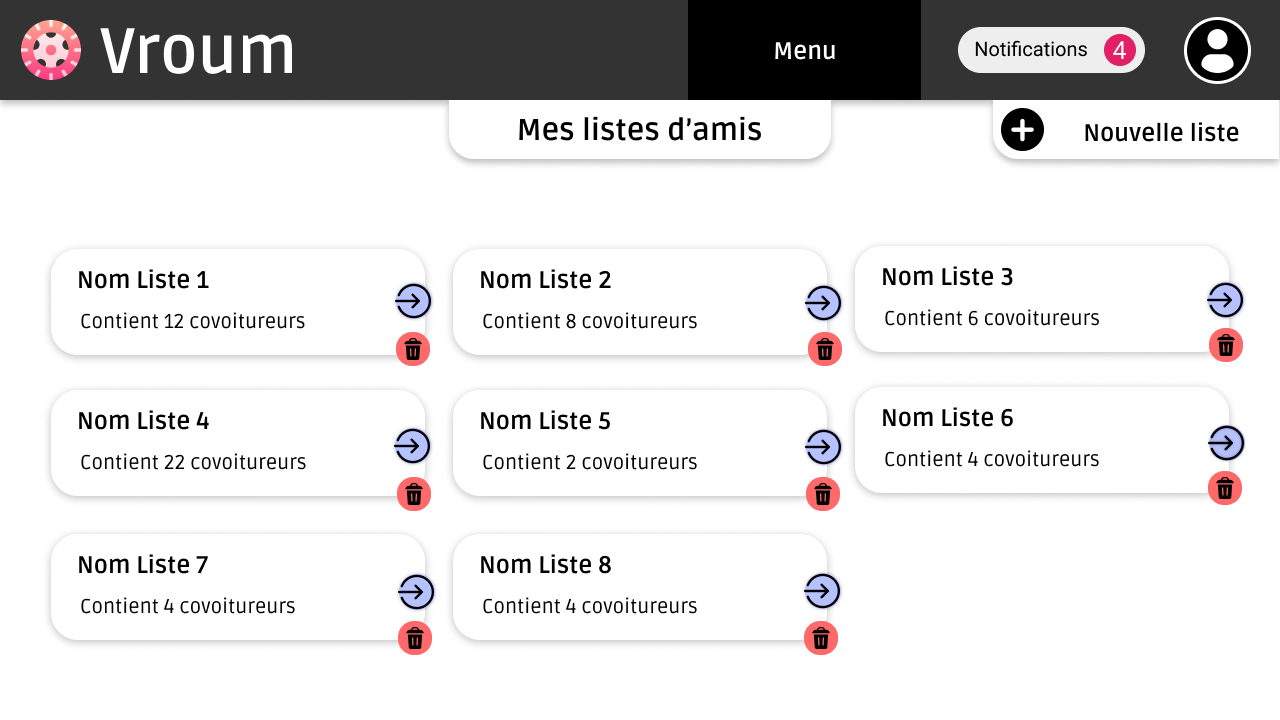 Vroum
Menu
Notifications 4
Mes listes d’amis
Nouvelle liste
Nom Liste 1
Contient 12 covoitureurs
Nom Liste 2
Contient 8 covoitureurs
Nom Liste 3
Contient 6 covoitureurs
Nom Liste 4
Contient 22 covoitureurs
Nom Liste 5
Contient 2 covoitureurs
Nom Liste 6
Contient 4 covoitureurs
Nom Liste 7
Contient 4 covoitureurs
Nom Liste 8
Contient 4 covoitureurs